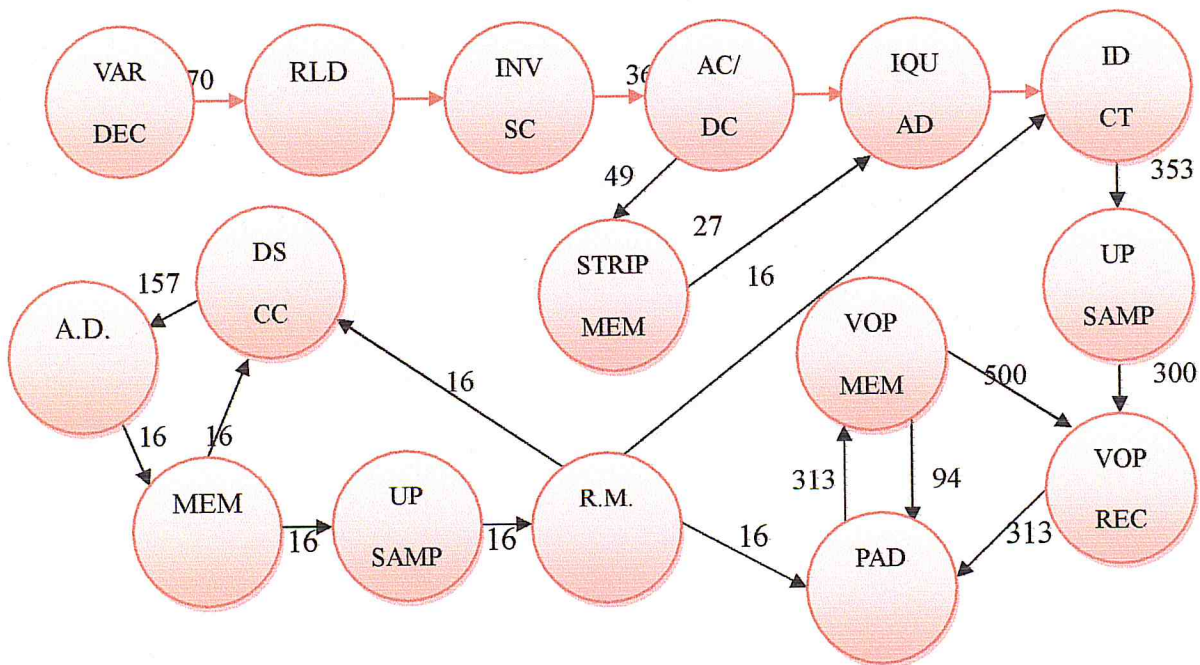 VAR
DEC
70
RLD
INV
SC
36
AC/
DC
IQU
AD
ID
CT
49
353
STRIP
MEM
27
16
UP
SAMP
DS
CC
157
A.D.
VOP
MEM
500
300
16
16
16
MEM
16
UP
SAMP
16
R.M.
16
313
94
PAD
313
VOP
REC